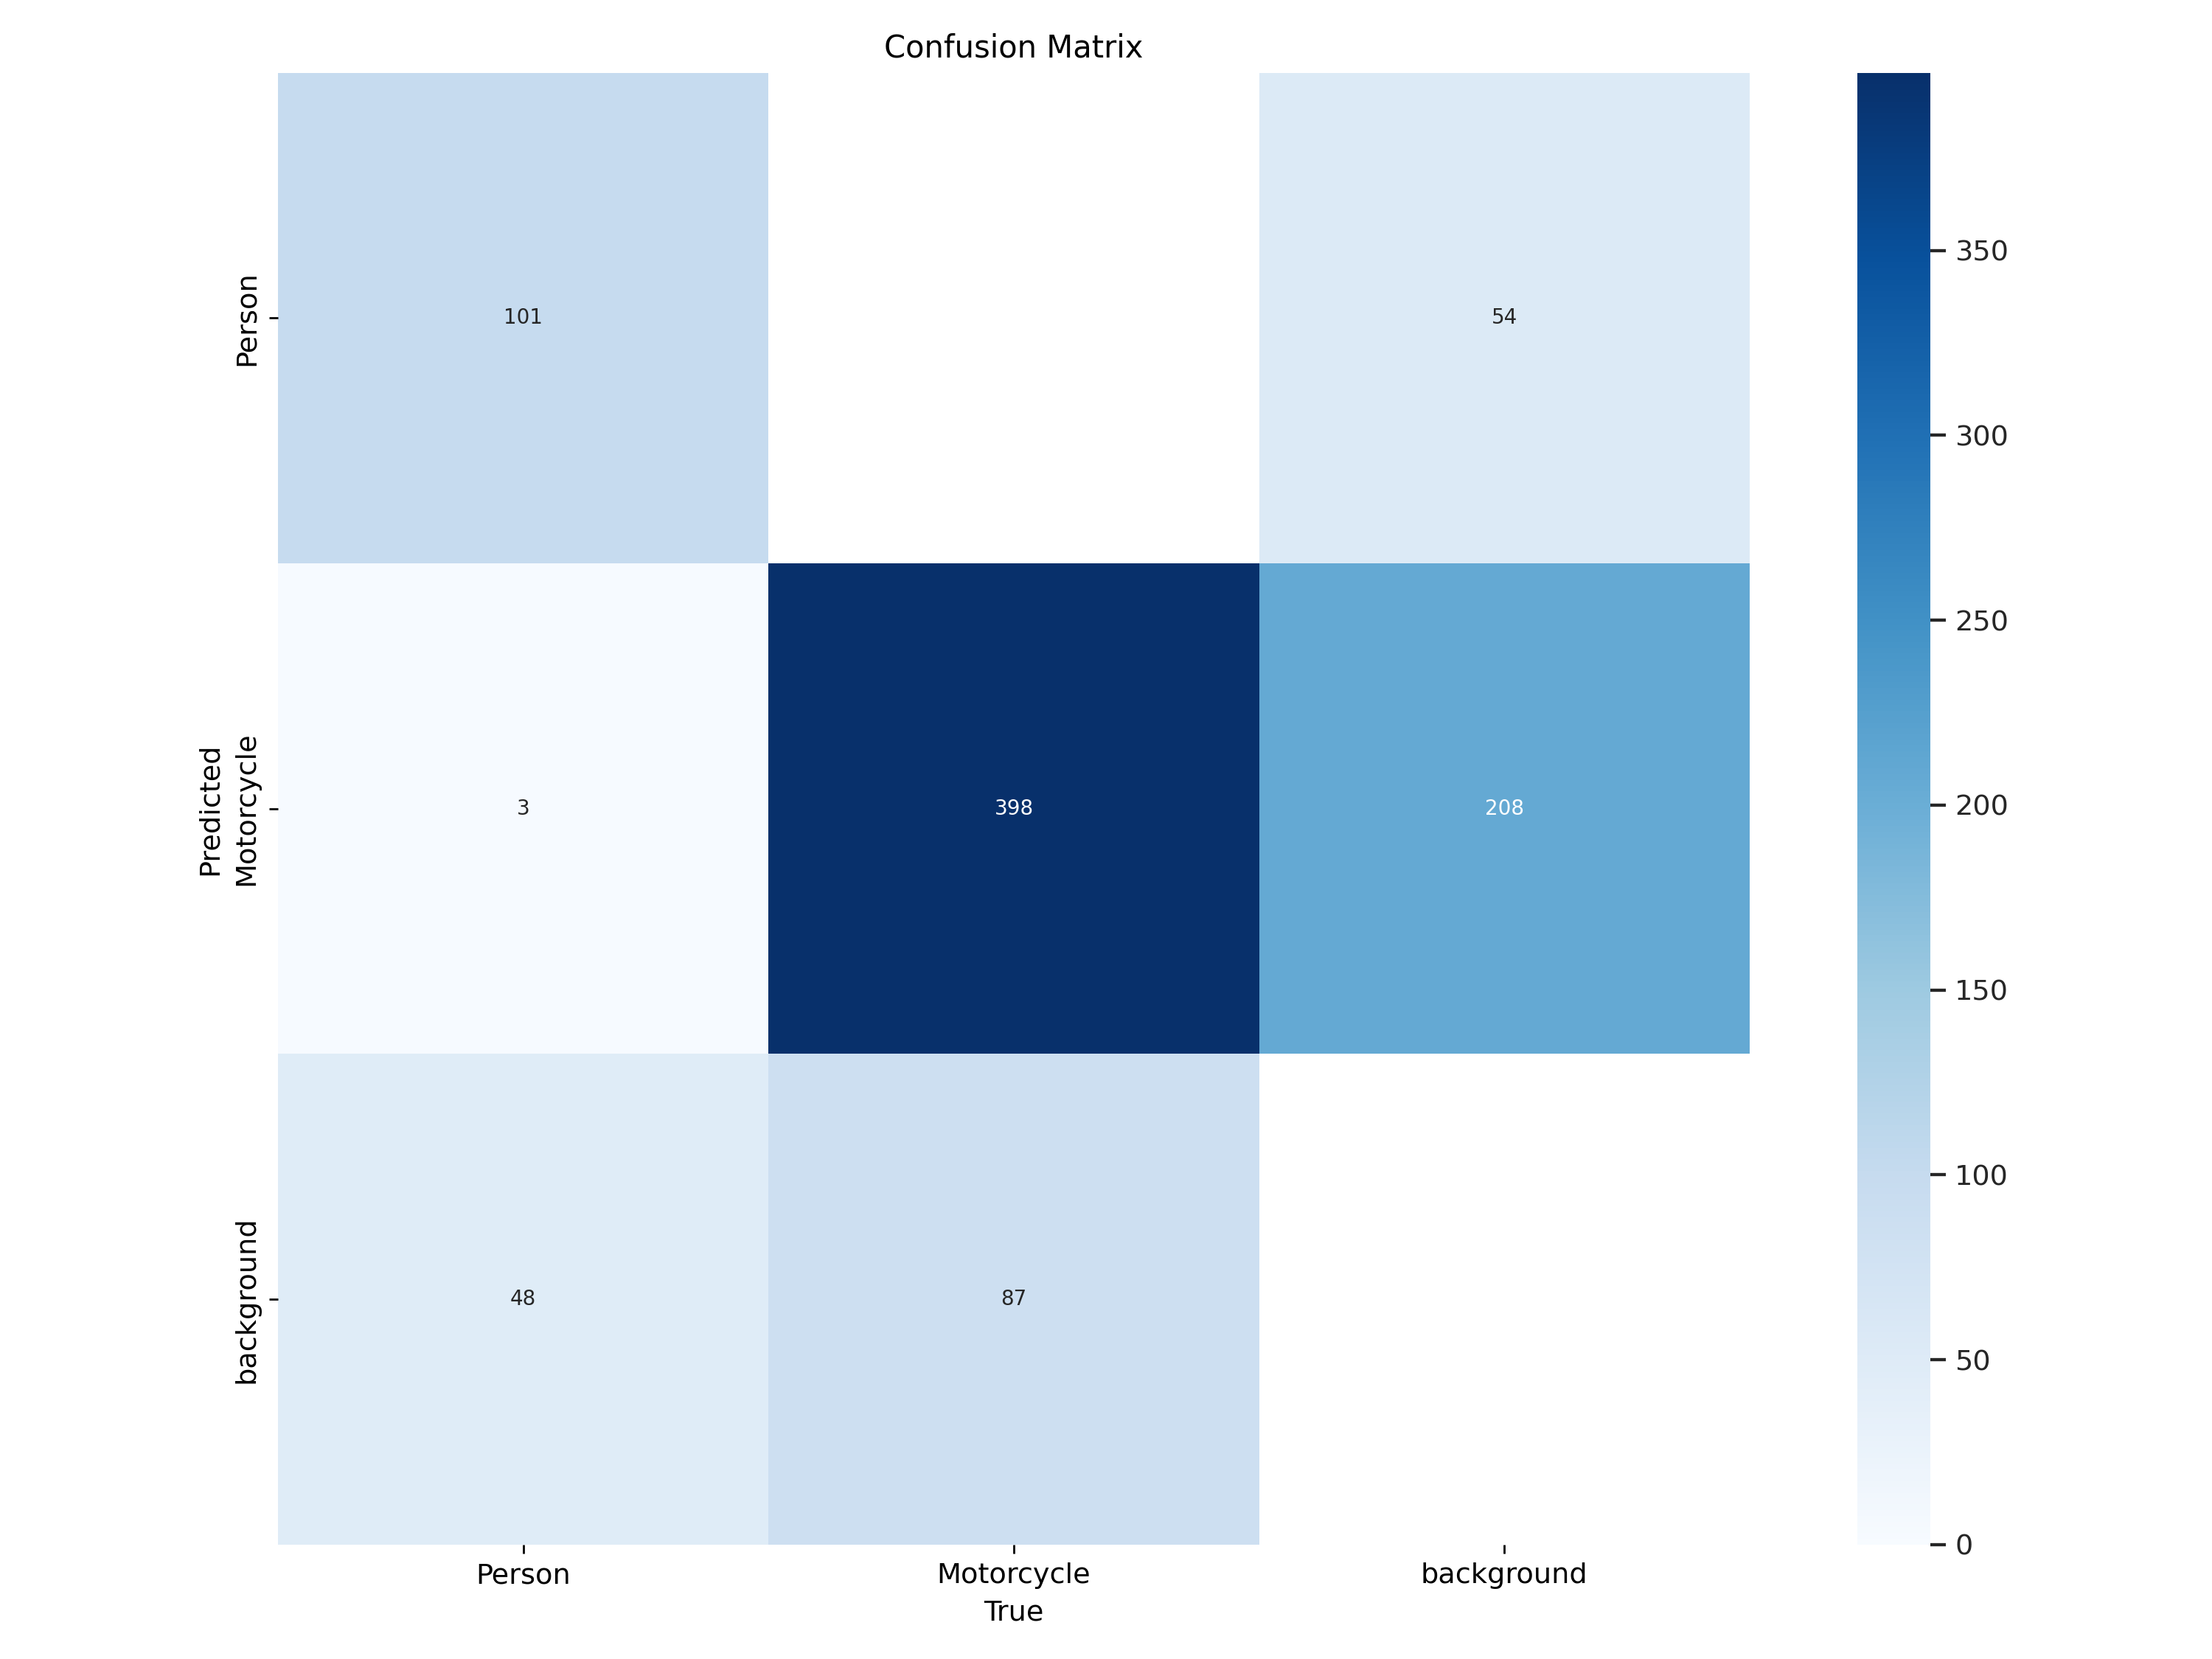 Confusion Matrix
Person
101
54
350
300
250
200
150
100
50
0
Predicted
Motorcycle
3
398
208
background
48
87
Person
Motorcycle
background
True